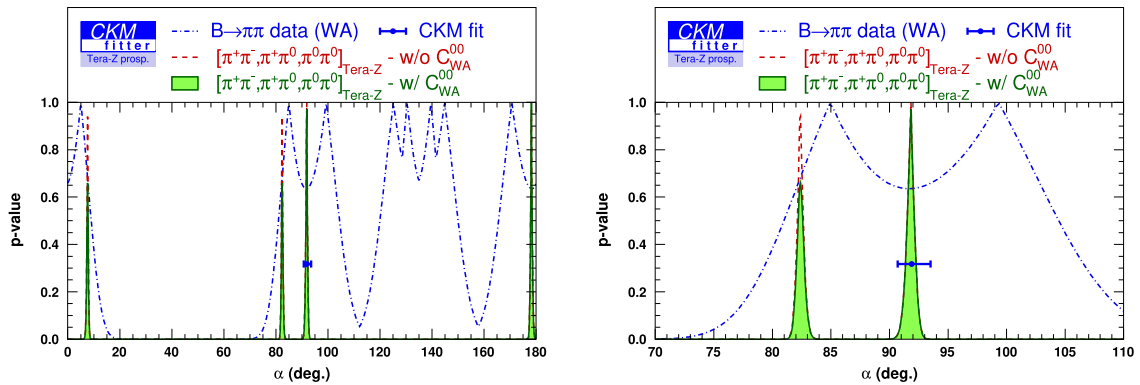 CKM
fitter
Tera-Z prosp.
B→ππ data (WA)
CKM fit
[π⁺π⁻,π⁺π⁰,π⁰π⁰]Tera-Z - w/o C⁰⁰WA
[π⁺π⁻,π⁺π⁰,π⁰π⁰]Tera-Z - w/ C⁰⁰WA
p-value
1.0
0.8
0.6
0.4
0.2
0.0
0 20 40 60 80 100 120 140 160 180
α (deg.)
CKM
fitter
Tera-Z prosp.
B→ππ data (WA)
CKM fit
[π⁺π⁻,π⁺π⁰,π⁰π⁰]Tera-Z - w/o C⁰⁰WA
[π⁺π⁻,π⁺π⁰,π⁰π⁰]Tera-Z - w/ C⁰⁰WA
p-value
1.0
0.8
0.6
0.4
0.2
0.0
70 75 80 85 90 95 100 105 110
α (deg.)